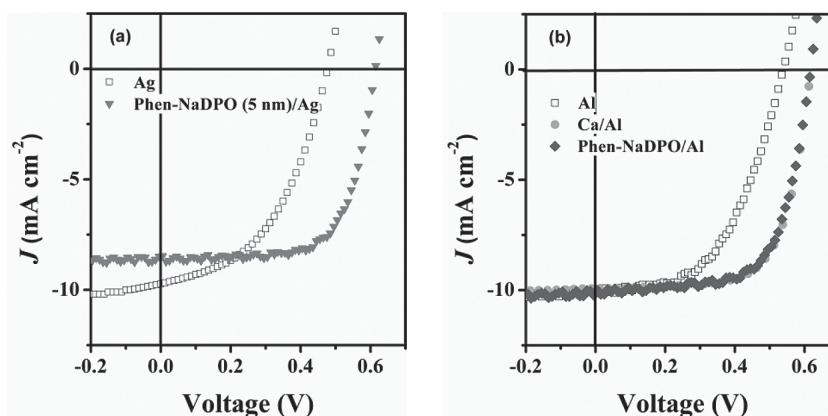 (a)
Ag
Phen-NaDPO (5 nm)/Ag
0
-5
-10
J (mA cm⁻²)
-0.2 0.0 0.2 0.4 0.6
Voltage (V)
(b)
Al
Ca/Al
Phen-NaDPO/Al
0
-5
-10
J (mA cm⁻²)
-0.2 0.0 0.2 0.4 0.6
Voltage (V)